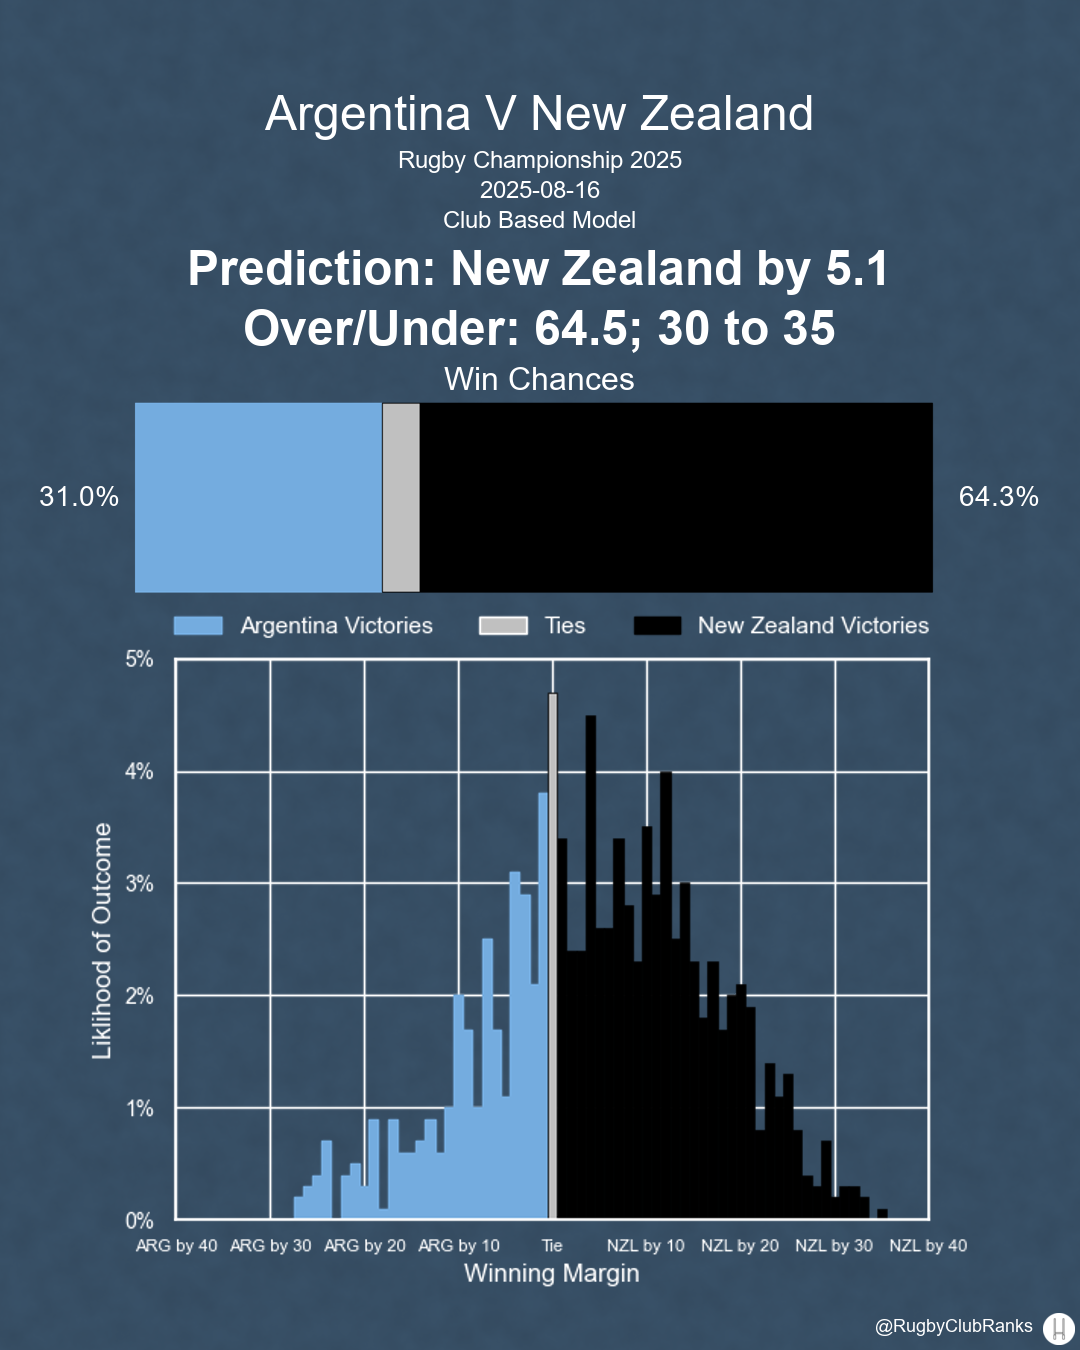 Argentina V New Zealand
Rugby Championship 2025
2025-08-16
Club Based Model
Prediction: New Zealand by 5.1
Over/Under: 64.5; 30 to 35
Win Chances
31.0%
64.3%
Argentina Victories Ties New Zealand Victories
5%
4%
3%
2%
1%
0%
Liklihood of Outcome
ARG by 40 ARG by 30 ARG by 20 ARG by 10 Tie NZL by 10 NZL by 20 NZL by 30 NZL by 40
Winning Margin
@RugbyClubRanks